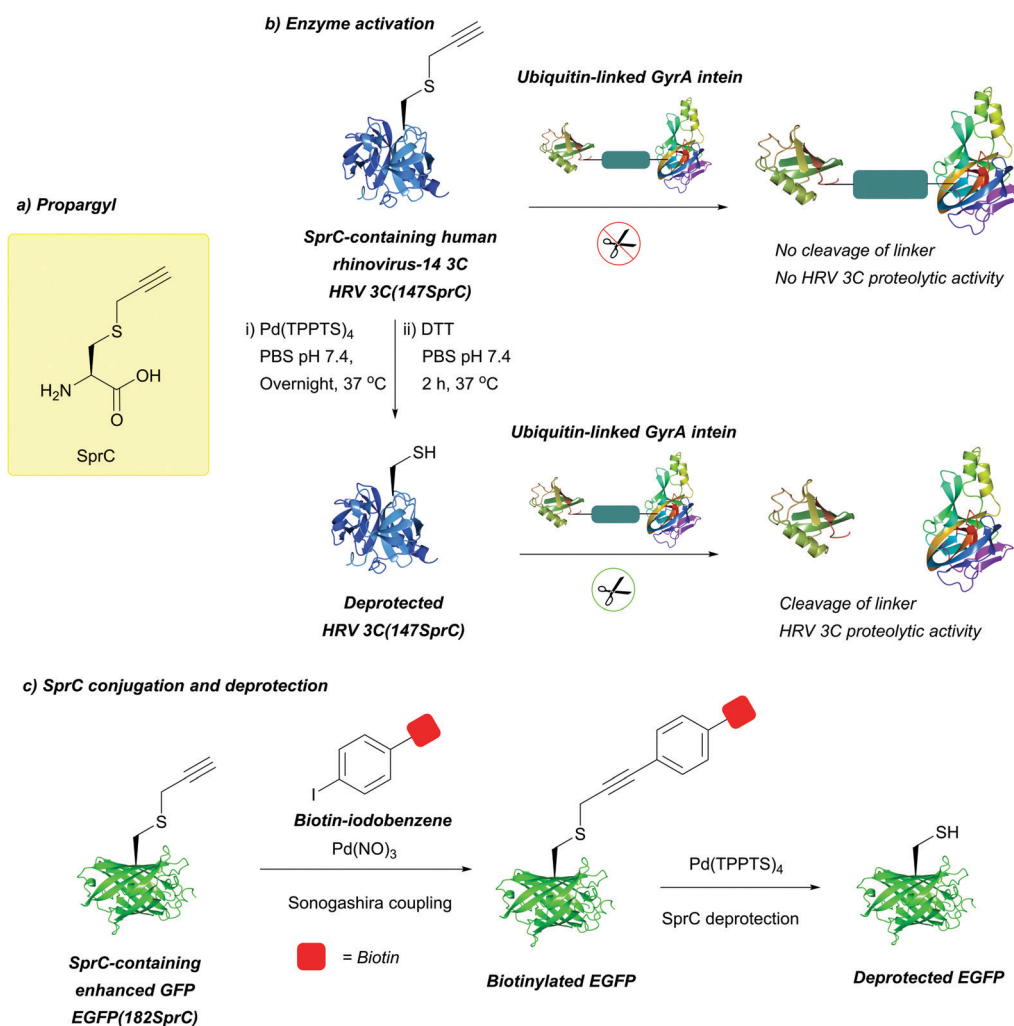 a) Propargyl
S
H₂N
OH
O
SprC
b) Enzyme activation
S
SprC-containing human
rhinovirus-14 3C
HRV 3C(147SprC)
Ubiquitin-linked GyrA intein
No cleavage of linker
No HRV 3C proteolytic activity
i) Pd(TPPTS)₄
PBS pH 7.4,
Overnight, 37 °C
ii) DTT
PBS pH 7.4
2 h, 37 °C
SH
Deprotected
HRV 3C(147SprC)
Ubiquitin-linked GyrA intein
Cleavage of linker
HRV 3C proteolytic activity
c) SprC conjugation and deprotection
S
SprC-containing
enhanced GFP
EGFP(182SprC)
I
Biotin-iodobenzene
Pd(NO)₃
Sonogashira coupling
= Biotin
S
Biotinylated EGFP
Pd(TPPTS)₄
SprC deprotection
SH
Deprotected EGFP